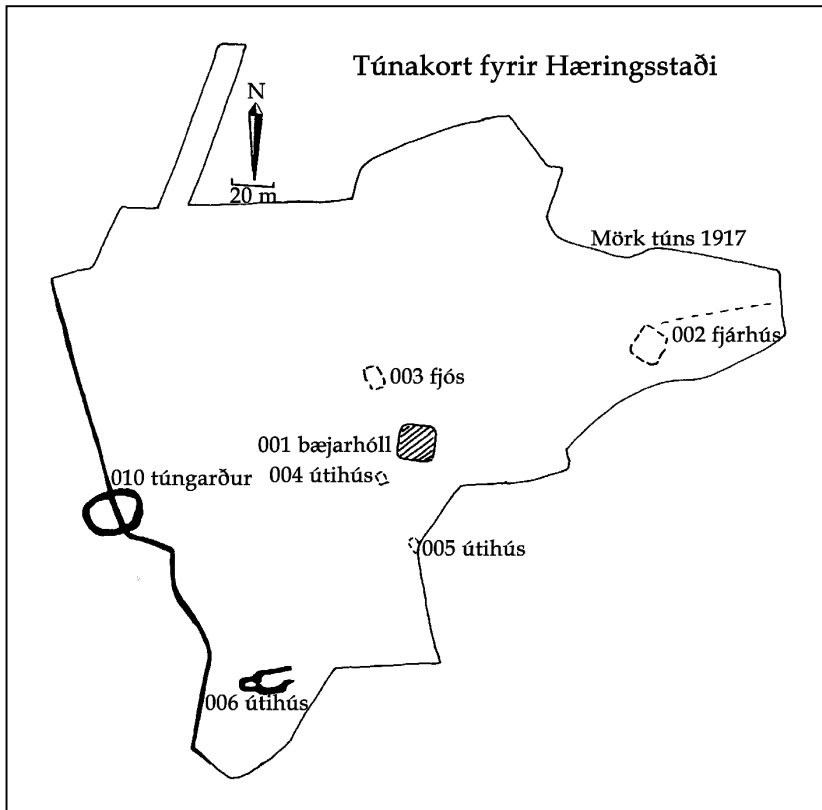 Túnakort fyrir Hæringsstaði
N
20 m
Mörk túns 1917
002 fjárhús
003 fjós
001 bæjarhóll
010 túngarður
004 útihús
005 útihús
006 útihús